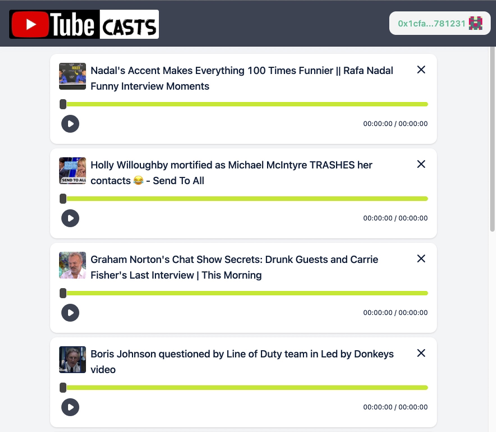 Tube CASTS
0x1cfa...781231
Nadal's Accent Makes Everything 100 Times Funnier || Rafa Nadal
Funny Interview Moments
00:00:00 / 00:00:00
Holly Willoughby mortified as Michael McIntyre TRASHES her
contacts 😂 - Send To All
SEND TO ALL
00:00:00 / 00:00:00
Graham Norton's Chat Show Secrets: Drunk Guests and Carrie
Fisher's Last Interview | This Morning
00:00:00 / 00:00:00
Boris Johnson questioned by Line of Duty team in Led by Donkeys
video
00:00:00 / 00:00:00